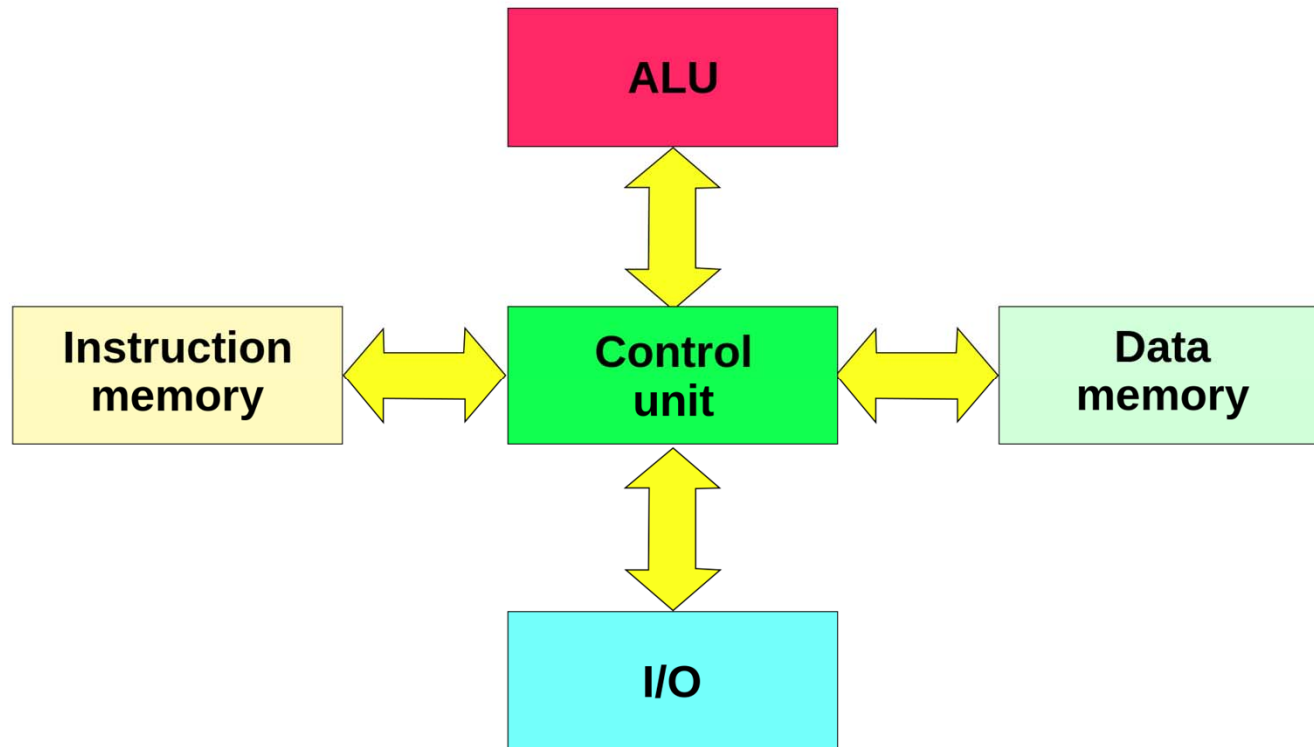 ALU
Instruction
memory
Control
unit
Data
memory
I/O